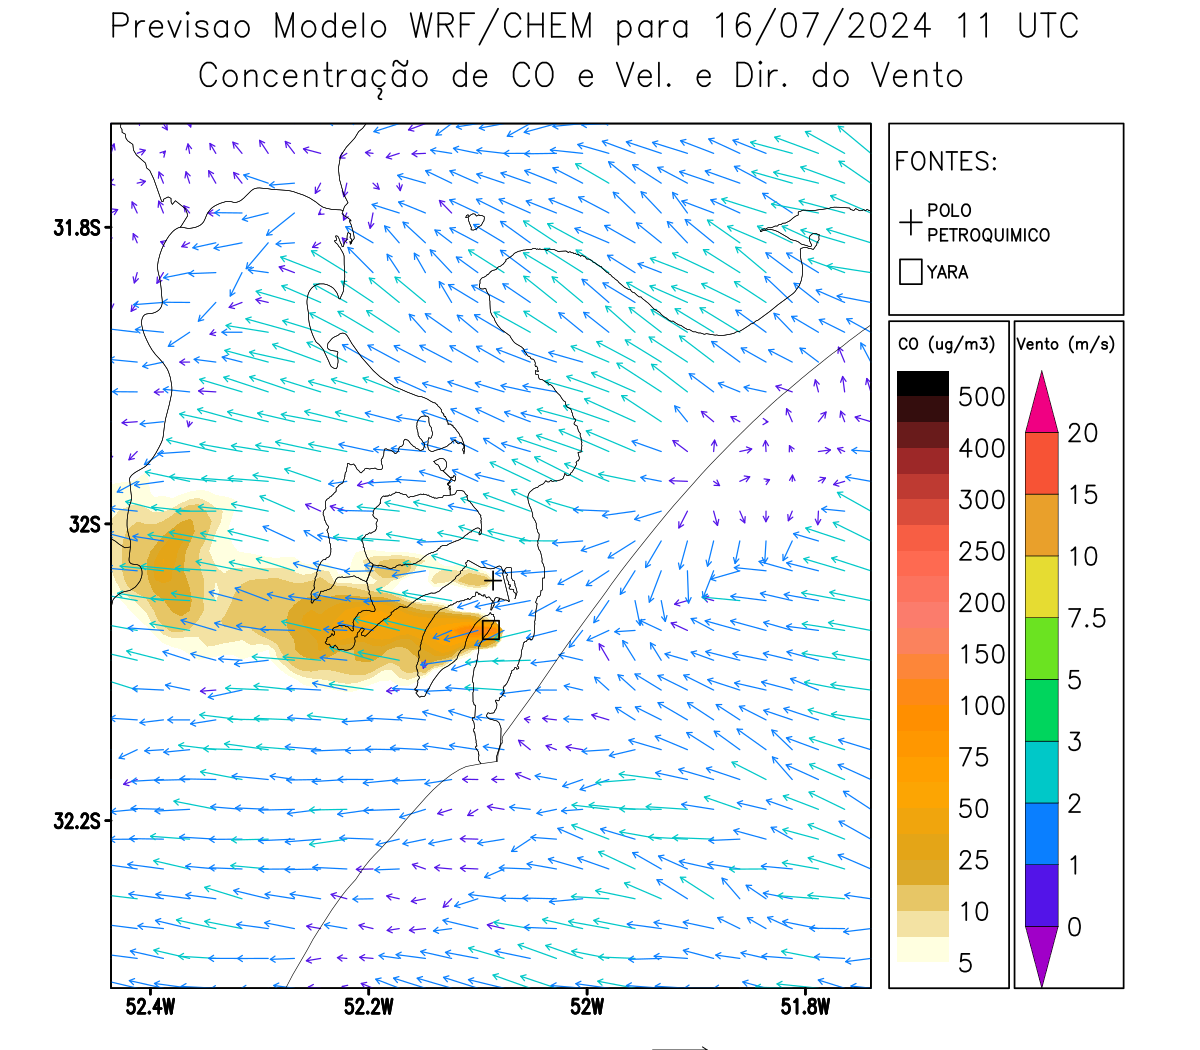 Previsao Modelo WRF/CHEM para 16/07/2024 11 UTC
Concentração de CO e Vel. e Dir. do Vento
FONTES:
POLO
PETROQUIMICO
YARA
CO (ug/m3)
500
400
300
250
200
150
100
75
50
25
10
5
Vento (m/s)
20
15
10
7.5
5
3
2
1
0
31.8S
32S
32.2S
52.4W
52.2W
52W
51.8W